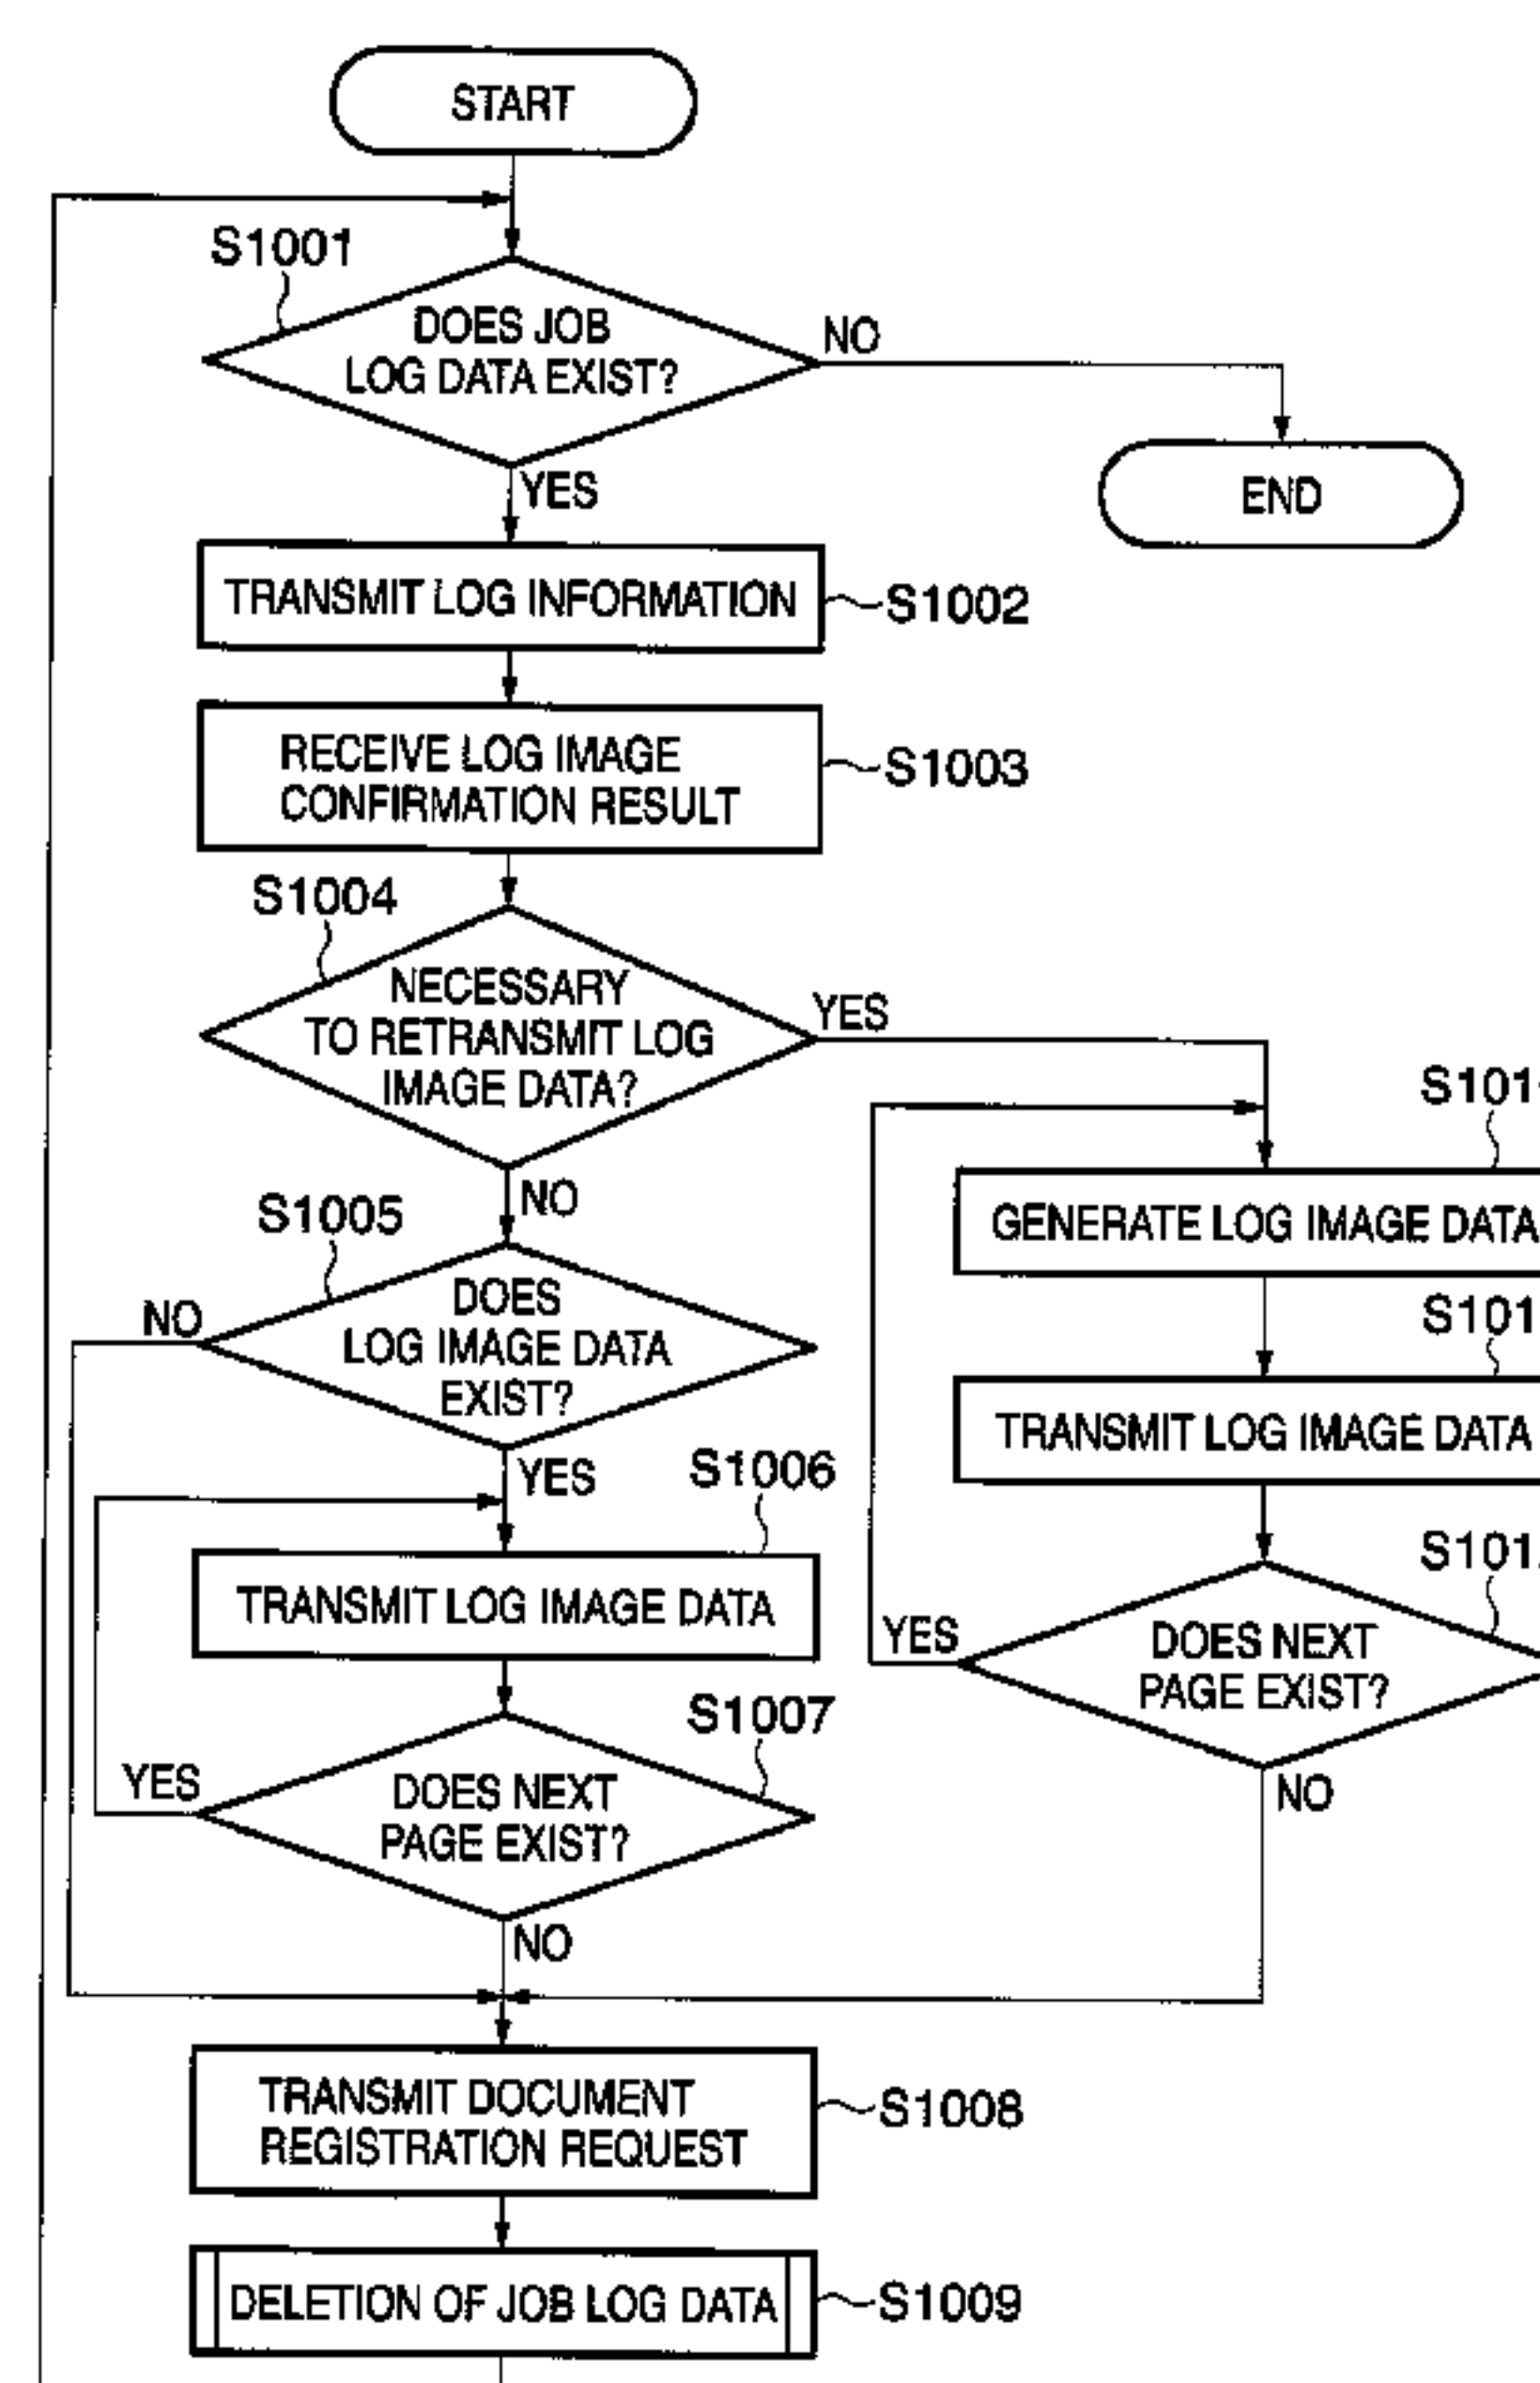 START
S1001
DOES JOB
LOG DATA EXIST?
NO
END
YES
TRANSMIT LOG INFORMATION
S1002
RECEIVE LOG IMAGE
CONFIRMATION RESULT
S1003
S1004
NECESSARY
TO RETRANSMIT LOG
IMAGE DATA?
YES
NO
GENERATE LOG IMAGE DATA
TRANSMIT LOG IMAGE DATA
DOES NEXT
PAGE EXIST?
YES
NO
S1005
DOES
LOG IMAGE DATA
EXIST?
NO
YES
S1006
TRANSMIT LOG IMAGE DATA
S1007
DOES NEXT
PAGE EXIST?
YES
NO
TRANSMIT DOCUMENT
REGISTRATION REQUEST
S1008
DELETION OF JOB LOG DATA
S1009